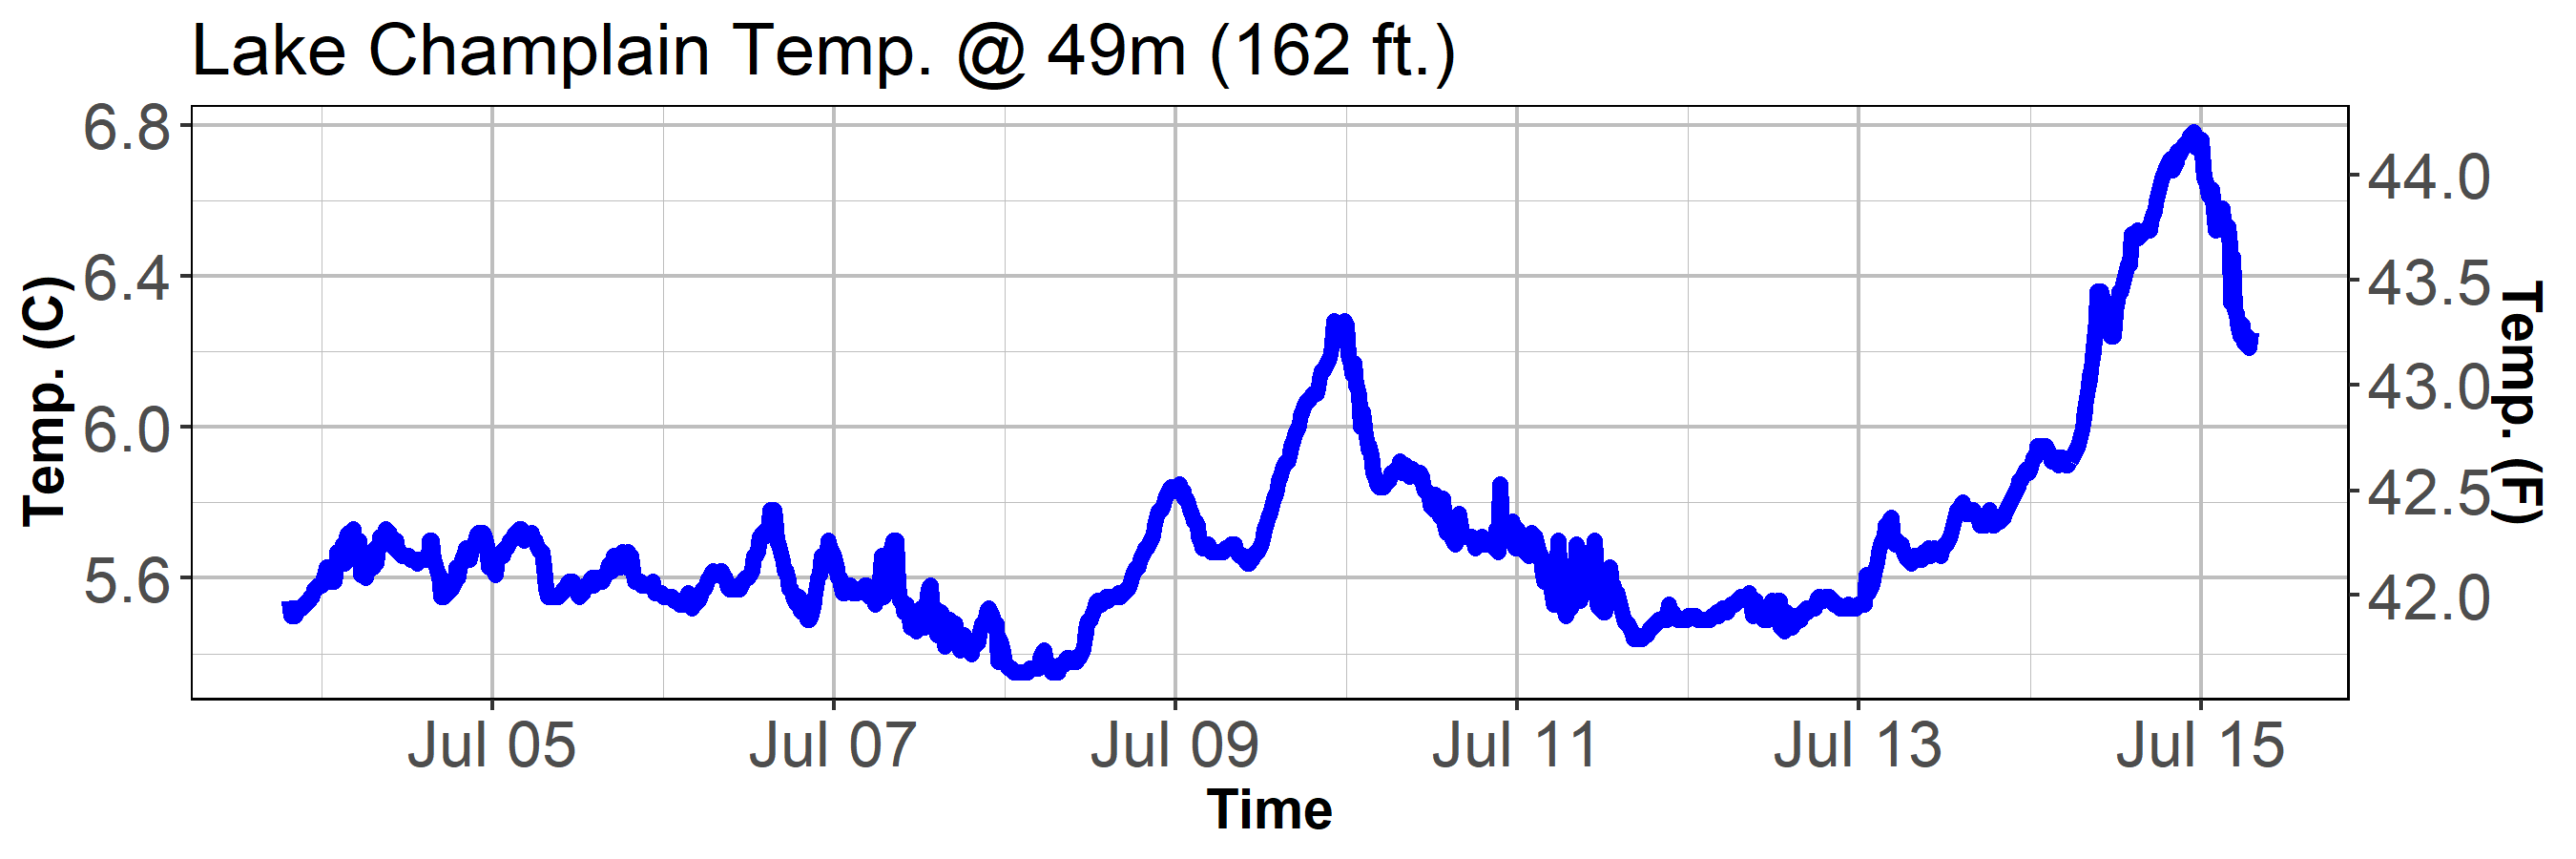 Lake Champlain Temp. @ 49m (162 ft.)
6.8
6.4
6.0
5.6
Temp. (C)
44.0
43.5
43.0
42.5
42.0
Temp. (F)
Jul 05 Jul 07 Jul 09 Jul 11 Jul 13 Jul 15
Time